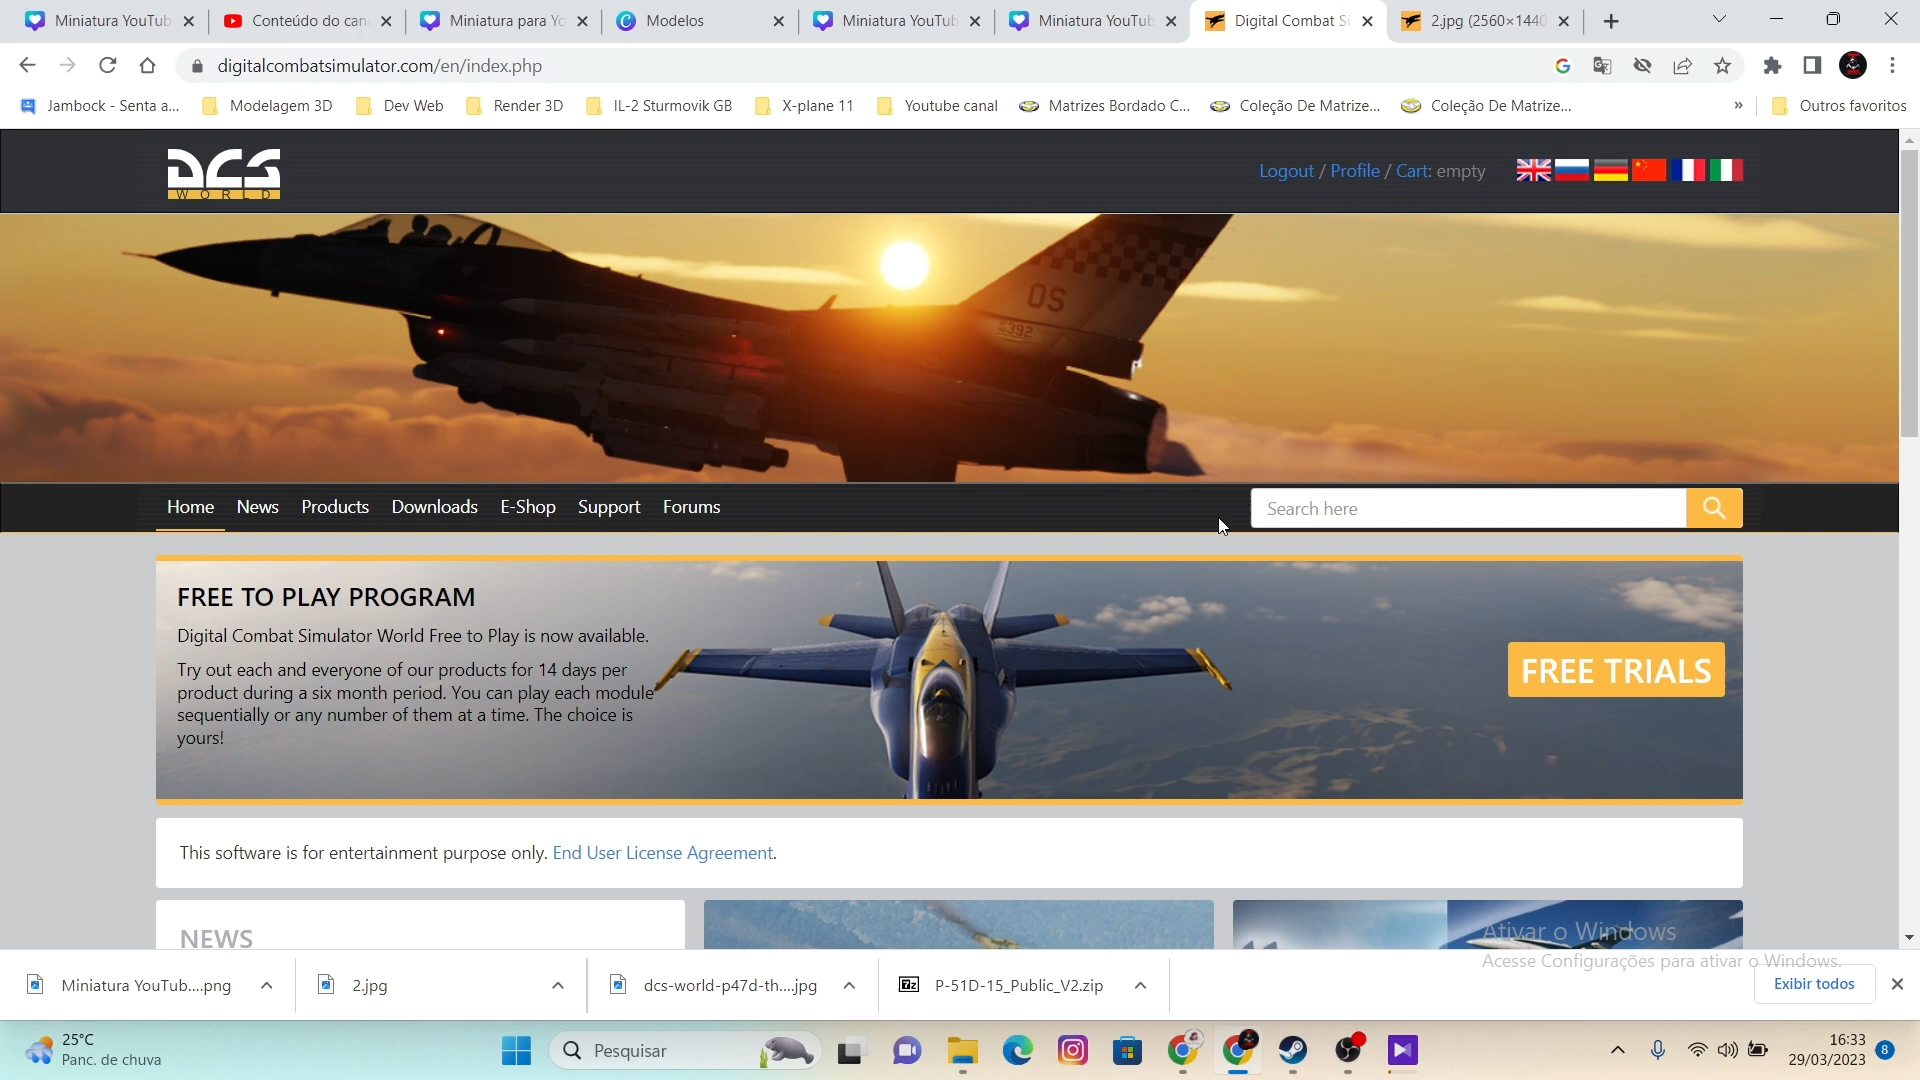 Miniatura YouTub
Conteúdo do can
Miniatura para Yo
Modelos
Miniatura YouTub
Miniatura YouTub
Digital Combat Si
2.jpg (2560×1440
digitalcombatsimulator.com/en/index.php
Jambock - Senta a...
Modelagem 3D
Dev Web
Render 3D
IL-2 Sturmovik GB
X-plane 11
Youtube canal
Matrizes Bordado C...
Coleção De Matrize...
Coleção De Matrize...
»
Outros favoritos
DCS
WORLD
Logout / Profile / Cart: empty
OS
392
Home News Products Downloads E-Shop Support Forums
Search here
FREE TO PLAY PROGRAM
Digital Combat Simulator World Free to Play is now available.
Try out each and everyone of our products for 14 days per
product during a six month period. You can play each module
sequentially or any number of them at a time. The choice is
yours!
FREE TRIALS
This software is for entertainment purpose only. End User License Agreement.
NEWS
Ativar o Windows
Acesse Configurações para ativar o Windows.
Miniatura YouTub....png
2.jpg
dcs-world-p47d-th....jpg
7z
P-51D-15_Public_V2.zip
Exibir todos
25°C
Panc. de chuva
Pesquisar
16:33
29/03/2023
8